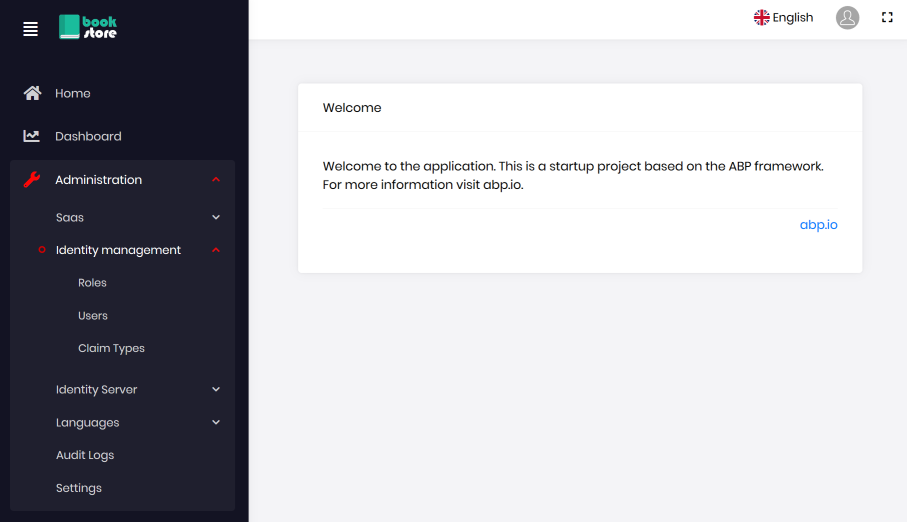 book
store
Home
Dashboard
Administration
Saas
Identity management
Roles
Users
Claim Types
Identity Server
Languages
Audit Logs
Settings
English
Welcome
Welcome to the application. This is a startup project based on the ABP framework.
For more information visit abp.io.
abp.io